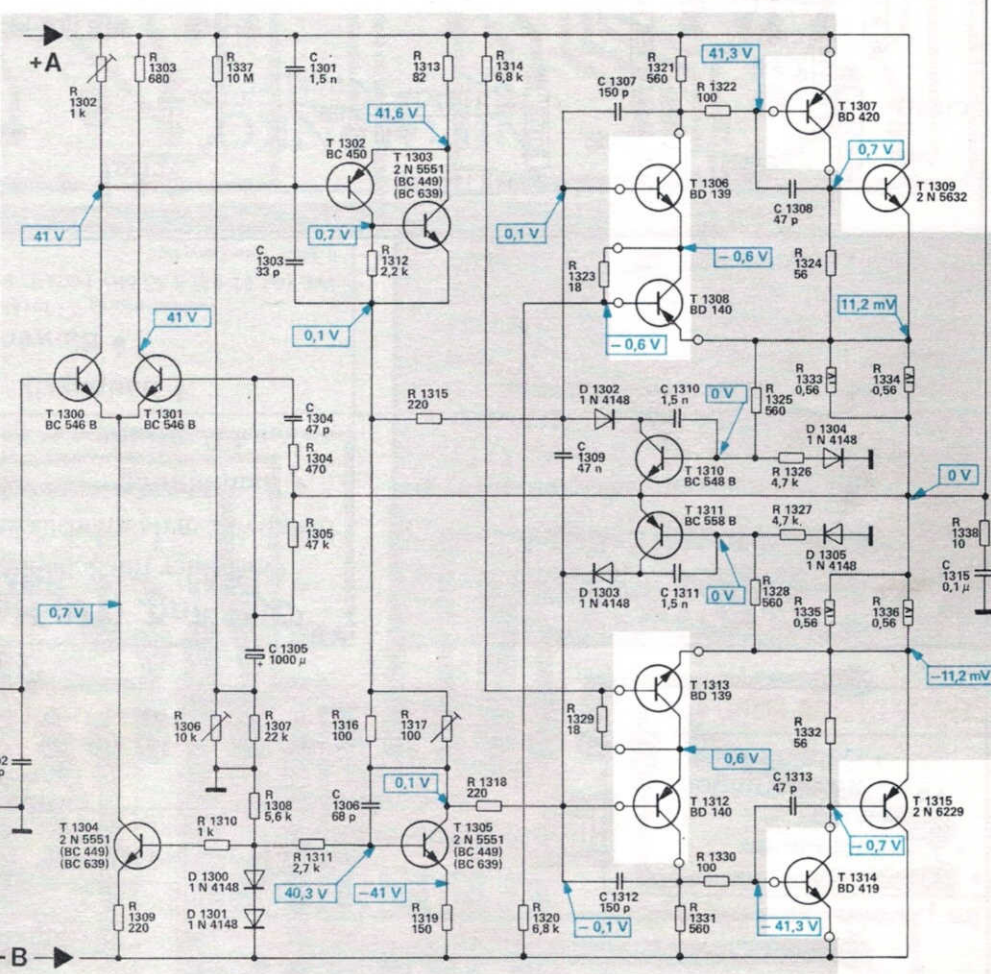 +A
R
1302
1 k
R
1303
680
R
1337
10 M
C
1301
1,5 n
R
1313
82
R
1314
6,8 k
C 1307
150 p
R
1321
560
41,3 V
R 1322
100
T 1307
BD 420
41,6 V
T 1302
BC 450
T 1303
2 N 5551
(BC 449)
(BC 639)
T 1306
BD 139
0,7 V
C 1308
47 p
T 1309
2 N 5632
41 V
0,7 V
0,1 V
C
1303
33 p
R
1312
2,2 k
R
1323
18
– 0,6 V
R
1324
56
T 1308
BD 140
11,2 mV
41 V
0,1 V
– 0,6 V
R
1333
0,56
R
1334
0,56
T 1300
BC 546 B
T 1301
BC 546 B
C
1304
47 p
R
1304
470
R 1315
220
D 1302
1 N 4148
C 1310
1,5 n
0 V
R
1325
560
D 1304
1 N 4148
C
1309
47 n
T 1310
BC 548 B
R 1326
4,7 k
0 V
R
1305
47 k
T 1311
BC 558 B
R 1327
4,7 k
R
1338
10
D 1303
1 N 4148
C 1311
1,5 n
0 V
R
1328
560
D 1305
1 N 4148
C
1315
0,1 µ
0,7 V
R
1335
0,56
R
1336
0,56
C 1305
1000 µ
+
T 1313
BD 139
–11,2 mV
R
1306
10 k
R
1307
22 k
R
1316
100
R
1317
100
R
1329
18
R
1332
56
02
p
0,6 V
0,1 V
R
1308
5,6 k
C
1306
68 p
R 1318
220
T 1312
BD 140
C 1313
47 p
T 1315
2 N 6229
T 1304
2 N 5551
(BC 449)
(BC 639)
R 1310
1 k
T 1305
2 N 5551
(BC 449)
(BC 639)
– 0,7 V
R 1311
2,7 k
R 1330
100
T 1314
BD 419
D 1300
1 N 4148
40,3 V
–41 V
C 1312
150 p
R
1309
220
D 1301
1 N 4148
R
1319
150
R
1320
6,8 k
– 0,1 V
R
1331
560
– 41,3 V
–B